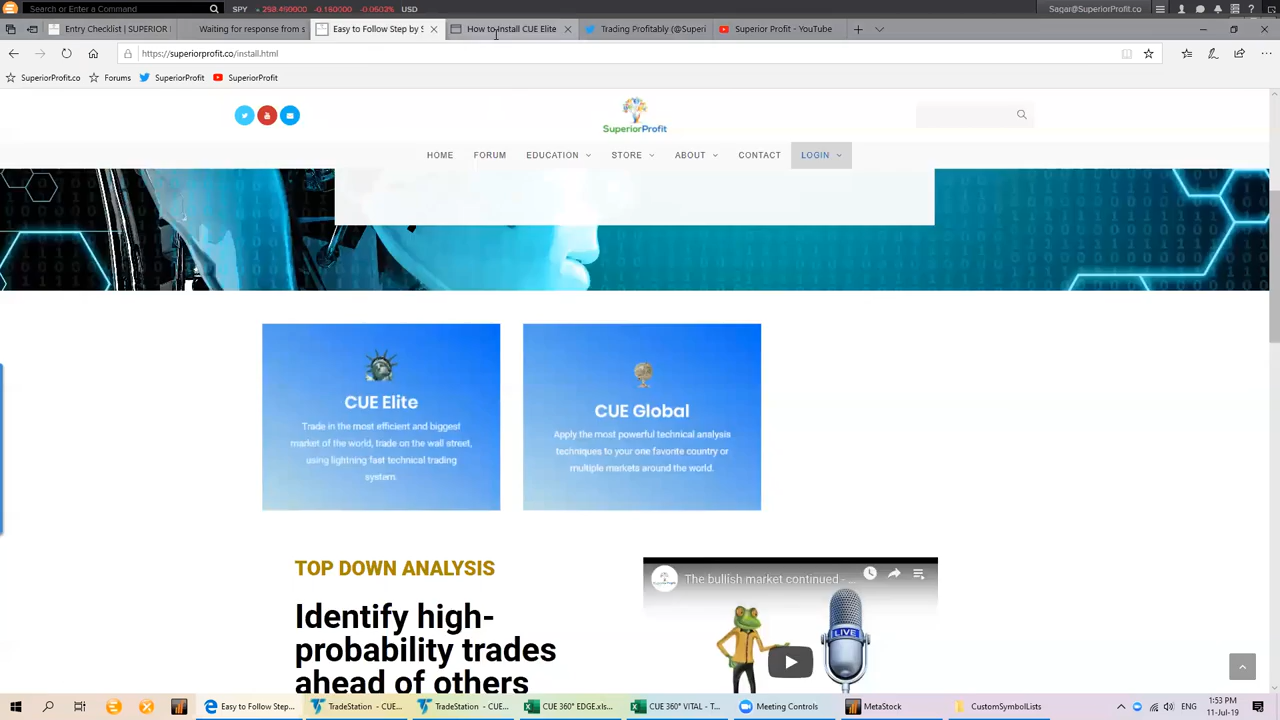 Search or Enter a Command
SPY
298.460000
-0.160000
-0.0502%
USD
Saqar@SuperiorProfit
Entry Checklist | SUPERIOR I
Waiting for response from s
Easy to Follow Step by S
How to Install CUE Elite
Trading Profitably (@Superi
Superior Profit - YouTube
https://superiorprofit.co/install.html
SuperiorProfit.co
Forums
SuperiorProfit
SuperiorProfit
SuperiorProfit
HOME
FORUM
EDUCATION
STORE
ABOUT
CONTACT
LOGIN
CUE Elite
Trade in the most efficient and biggest
market of the world, trade on the wall street,
using lightning fast technical trading
system.
CUE Global
Apply the most powerful technical analysis
techniques to your one favorite country or
multiple markets around the world.
TOP DOWN ANALYSIS
Identify high-
probability trades
ahead of others
The bullish market continued - ...
LIVE
Easy to Follow Step...
TradeStation - CUE...
TradeStation - CUE...
CUE 360° EDGE.xls...
CUE 360° VITAL - T...
Meeting Controls
MetaStock
CustomSymbolLists
ENG
1:53 PM
11-Jul-19